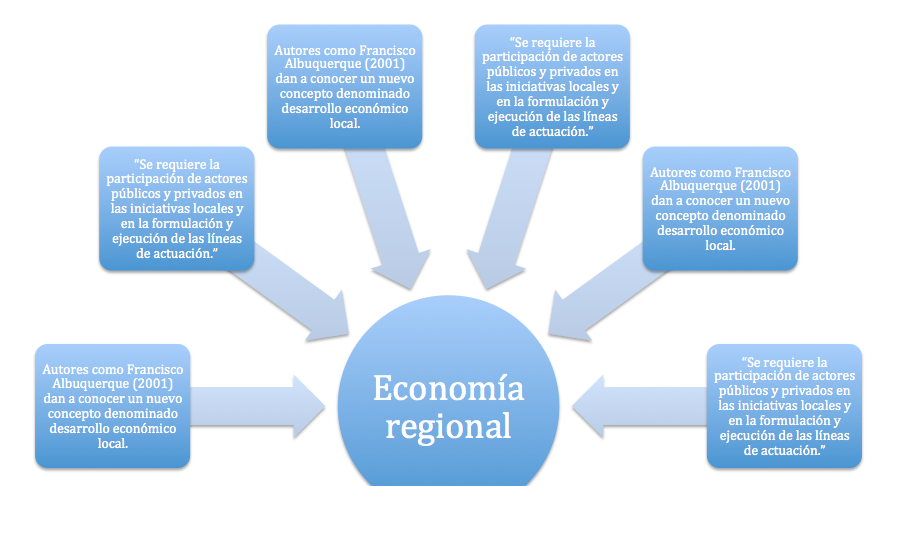 Autores como Francisco
Albuquerque (2001)
dan a conocer un nuevo
concepto denominado
desarrollo económico
local.
“Se requiere la
participación de actores
públicos y privados en
las iniciativas locales y
en la formulación y
ejecución de las líneas
de actuación.”
Autores como Francisco
Albuquerque (2001)
dan a conocer un nuevo
concepto denominado
desarrollo económico
local.
“Se requiere la
participación de actores
públicos y privados en
las iniciativas locales y
en la formulación y
ejecución de las líneas
de actuación.”
Autores como Francisco
Albuquerque (2001)
dan a conocer un nuevo
concepto denominado
desarrollo económico
local.
“Se requiere la
participación de actores
públicos y privados en
las iniciativas locales y
en la formulación y
ejecución de las líneas
de actuación.”
Economía
regional